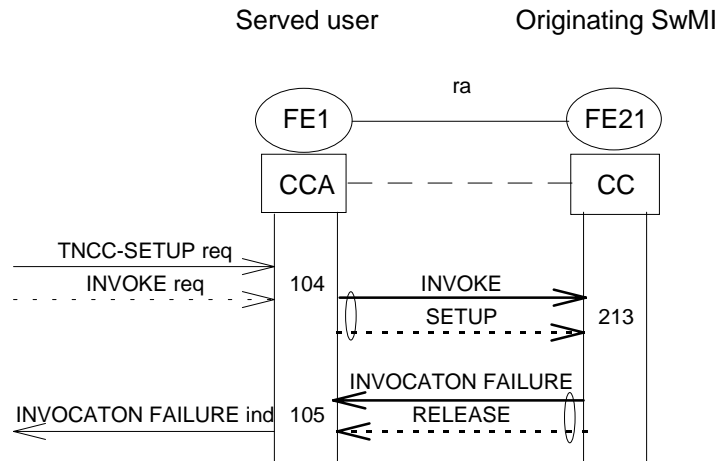 Served user Originating SwMI
ra
FE1 FE21
CCA CC
TNCC-SETUP req
INVOKE req 104 INVOKE
SETUP 213
INVOCATON FAILURE
INVOCATON FAILURE ind 105 RELEASE